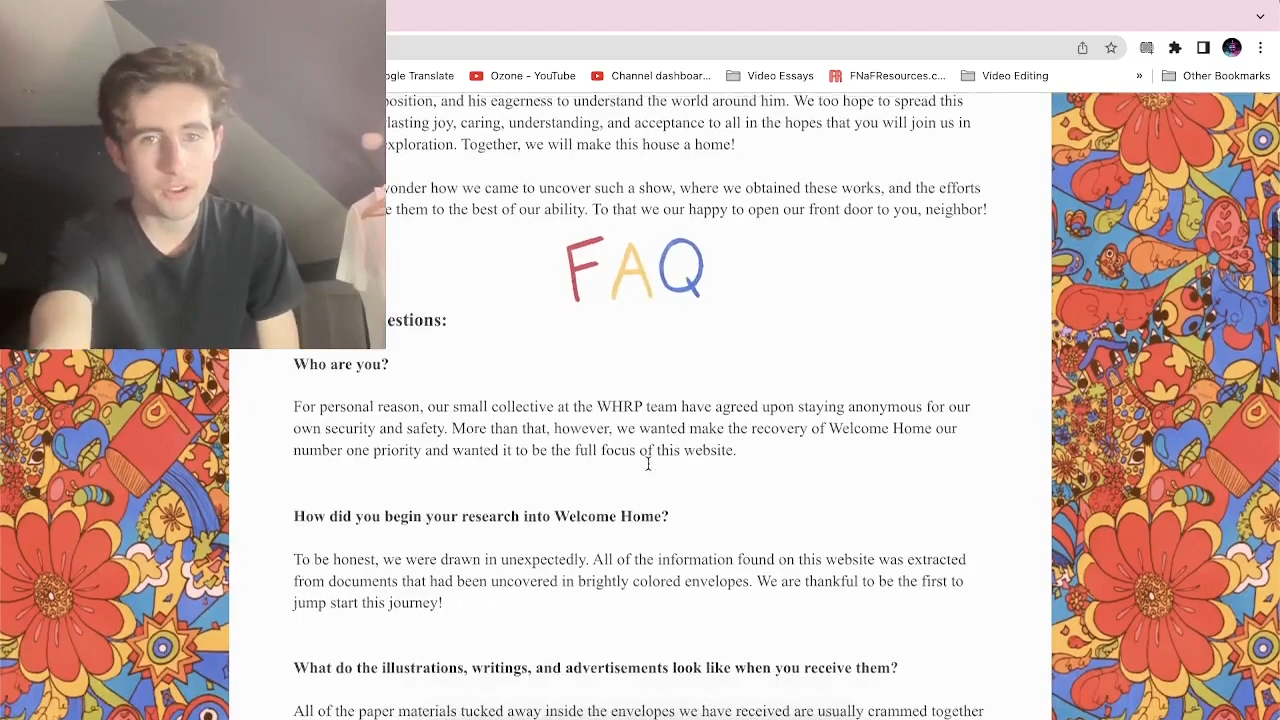 ogle Translate
Ozone - YouTube
Channel dashboar...
Video Essays
FNaFResources.c...
Video Editing
»
Other Bookmarks
position, and his eagerness to understand the world around him. We too hope to spread this
lasting joy, caring, understanding, and acceptance to all in the hopes that you will join us in
xploration. Together, we will make this house a home!
onder how we came to uncover such a show, where we obtained these works, and the efforts
e them to the best of our ability. To that we our happy to open our front door to you, neighbor!
FAQ
estions:
Who are you?
For personal reason, our small collective at the WHRP team have agreed upon staying anonymous for our
own security and safety. More than that, however, we wanted make the recovery of Welcome Home our
number one priority and wanted it to be the full focus of this website.
How did you begin your research into Welcome Home?
To be honest, we were drawn in unexpectedly. All of the information found on this website was extracted
from documents that had been uncovered in brightly colored envelopes. We are thankful to be the first to
jump start this journey!
What do the illustrations, writings, and advertisements look like when you receive them?
All of the paper materials tucked away inside the envelopes we have received are usually crammed together